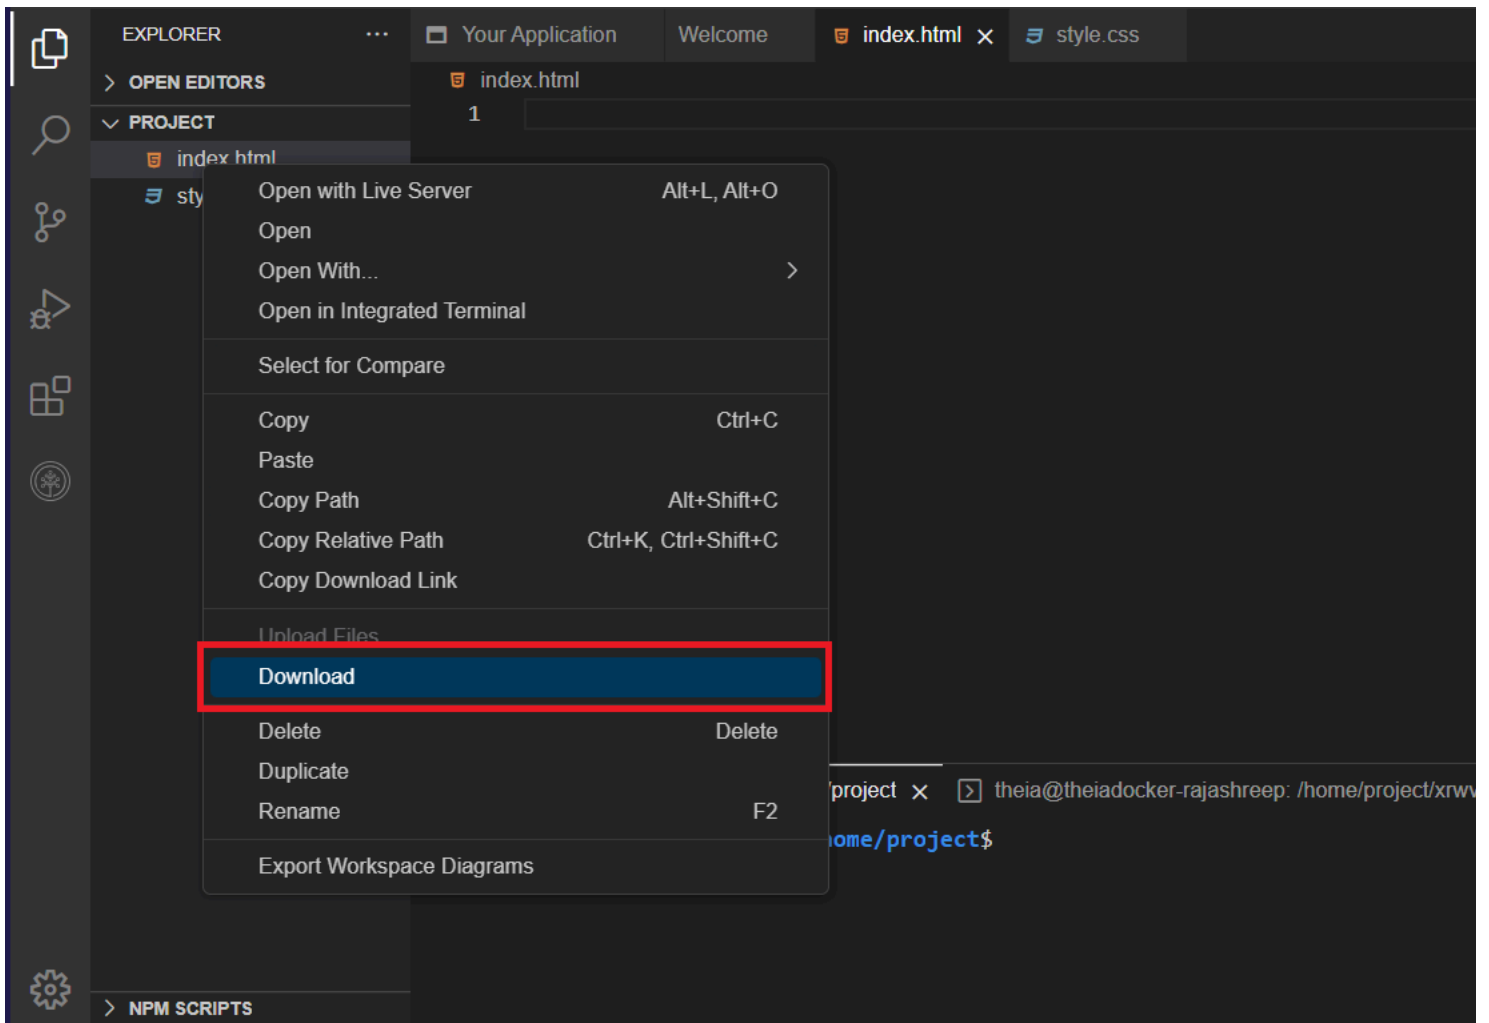 EXPLORER
Your Application
Welcome
index.html
style.css
OPEN EDITORS
index.html
PROJECT
1
index.html
sty
Open with Live Server Alt+L, Alt+O
Open
Open With...
Open in Integrated Terminal
Select for Compare
Copy Ctrl+C
Paste
Copy Path Alt+Shift+C
Copy Relative Path Ctrl+K, Ctrl+Shift+C
Copy Download Link
Upload Files
Download
Delete Delete
Duplicate
Rename F2
Export Workspace Diagrams
/project
theia@theiadocker-rajashreep: /home/project/xrwv
ome/project$
NPM SCRIPTS